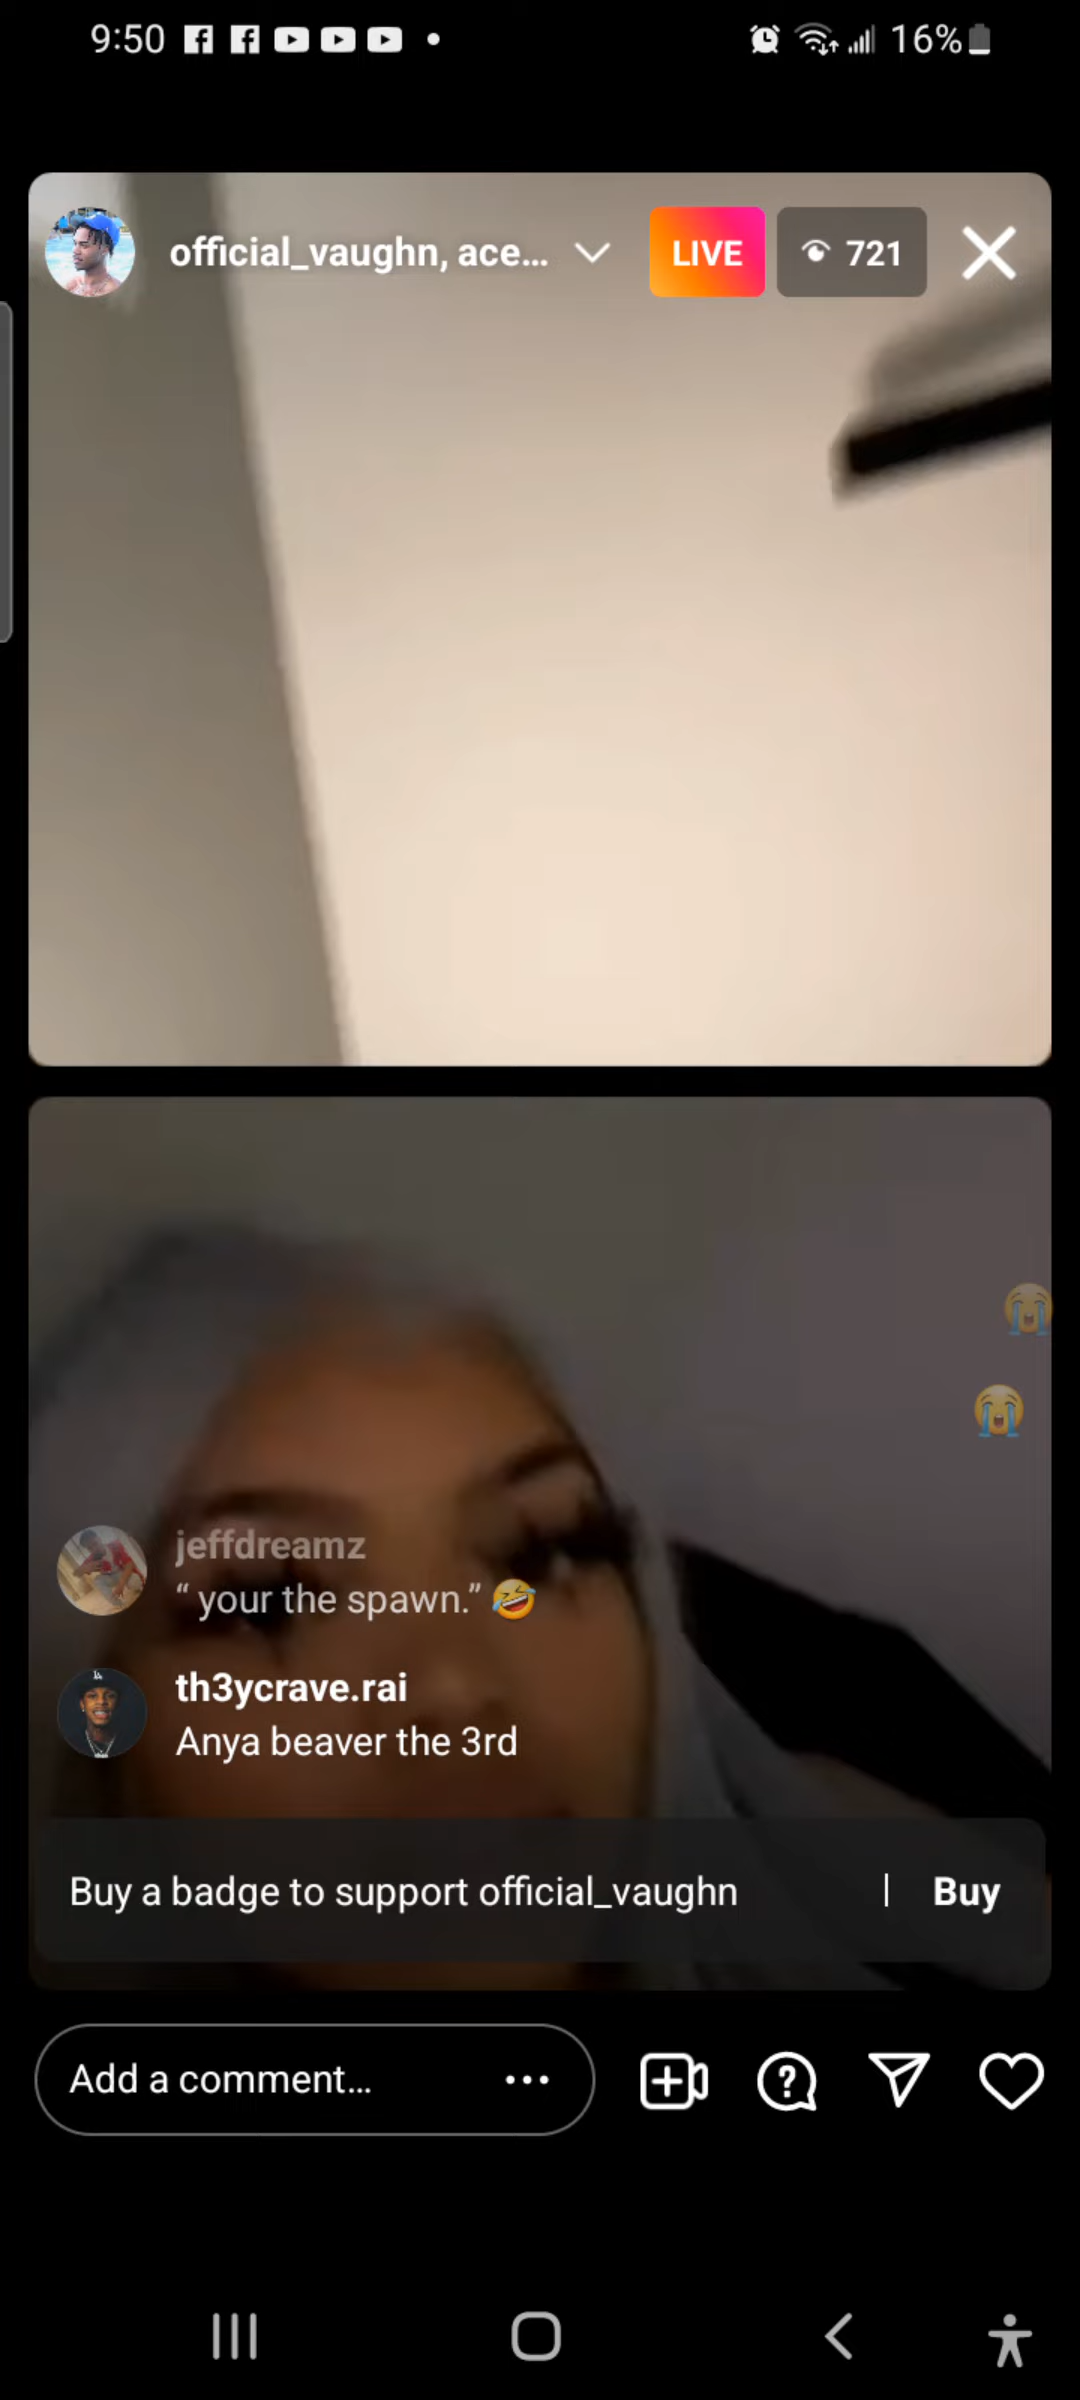 9:50
16%
official_vaughn, ace...
LIVE
721
jeffdreamz
“ your the spawn.” 🤣
th3ycrave.rai
Anya beaver the 3rd
Buy a badge to support official_vaughn | Buy
Add a comment...